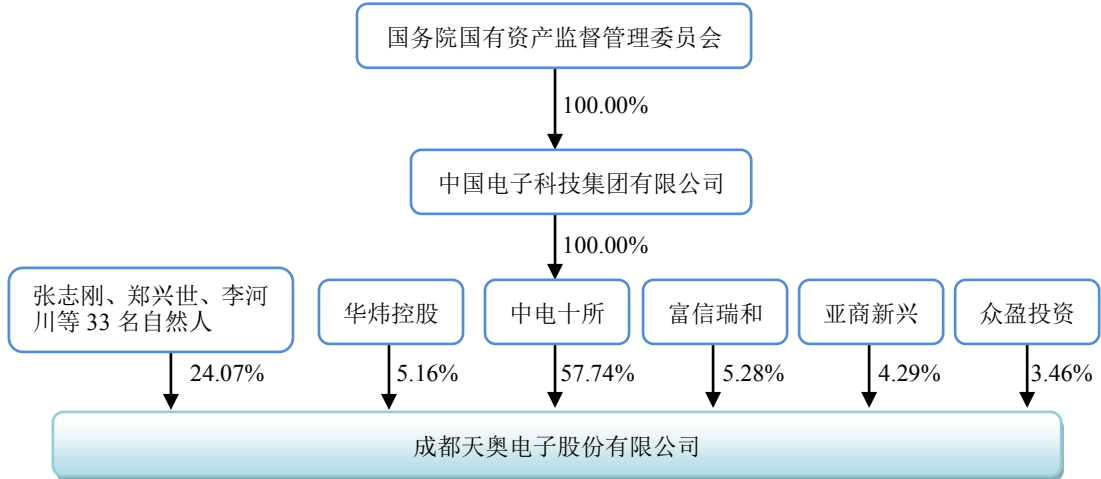 国务院国有资产监督管理委员会
100.00%
中国电子科技集团有限公司
100.00%
张志刚、郑兴世、李河
川等 33 名自然人
华炜控股
中电十所
富信瑞和
亚商新兴
众盈投资
24.07%
5.16%
57.74%
5.28%
4.29%
3.46%
成都天奥电子股份有限公司